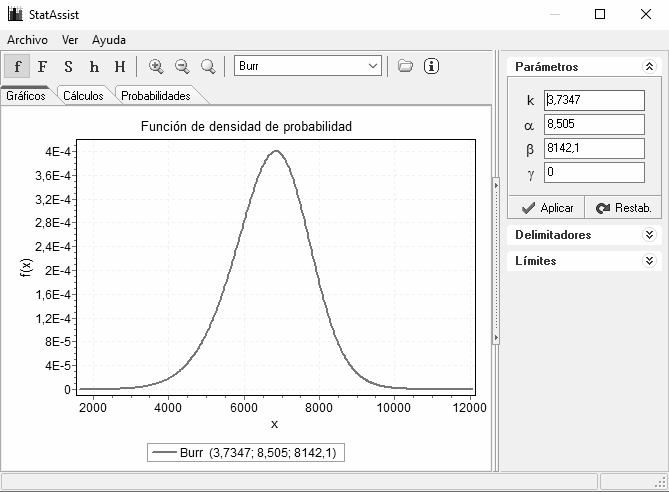 StatAssist
Archivo Ver Ayuda
f F S h H Burr
Gráficos Cálculos Probabilidades
Función de densidad de probabilidad
4E-4
3,6E-4
3,2E-4
2,8E-4
2,4E-4
2E-4
1,6E-4
1,2E-4
8E-5
4E-5
0
f(x)
2000 4000 6000 8000 10000 12000
x
Burr (3,7347; 8,505; 8142,1)
Parámetros
k 3,7347
α 8,505
β 8142,1
γ 0
Aplicar Restab.
Delimitadores
Límites